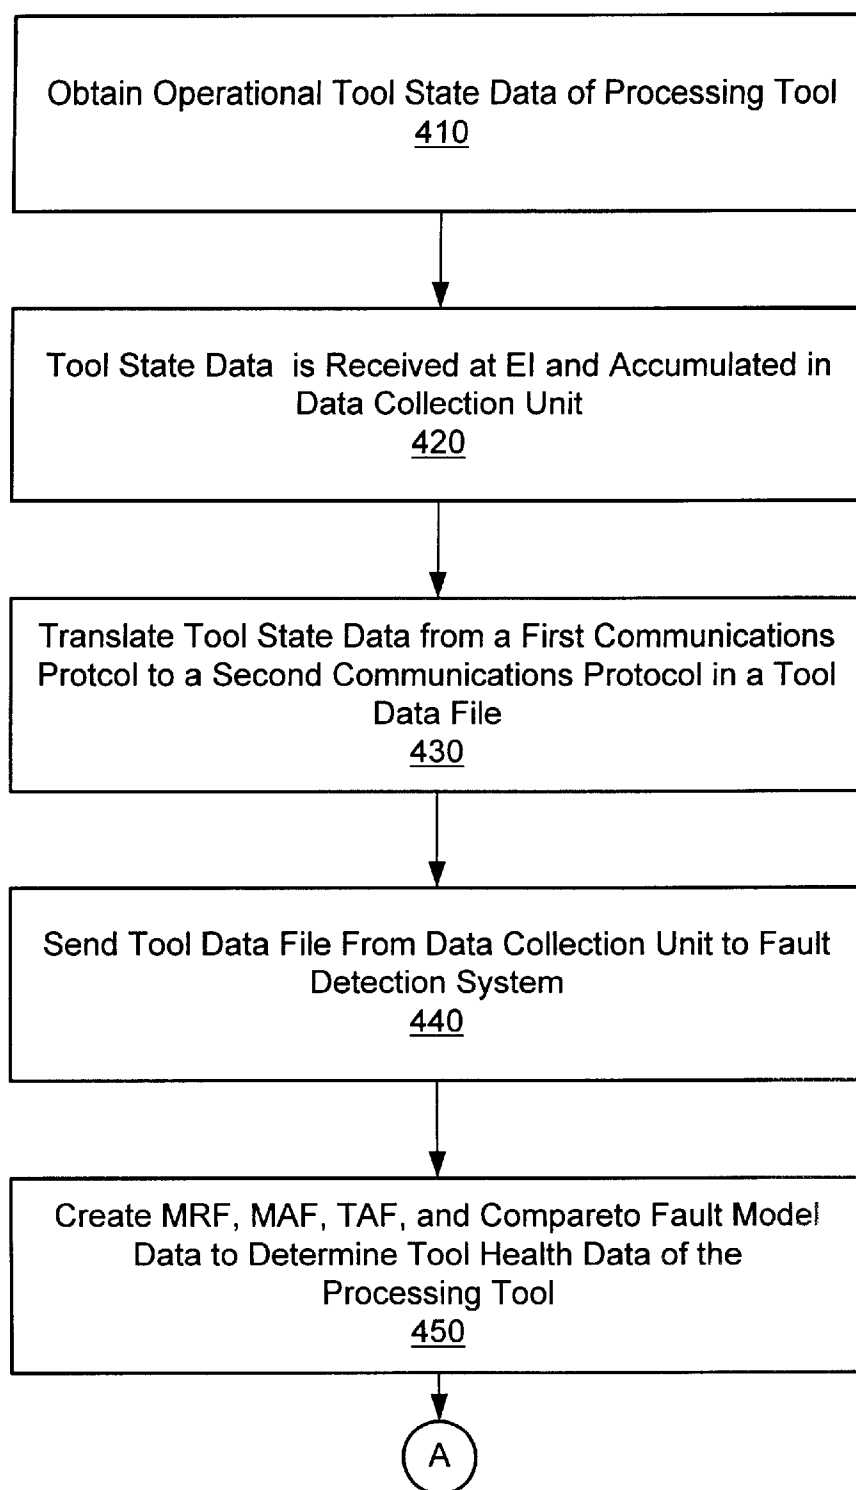 Obtain Operational Tool State Data of Processing Tool
410
Tool State Data is Received at EI and Accumulated in
Data Collection Unit
420
Translate Tool State Data from a First Communications
Protcol to a Second Communications Protocol in a Tool
Data File
430
Send Tool Data File From Data Collection Unit to Fault
Detection System
440
Create MRF, MAF, TAF, and Compareto Fault Model
Data to Determine Tool Health Data of the
Processing Tool
450
A